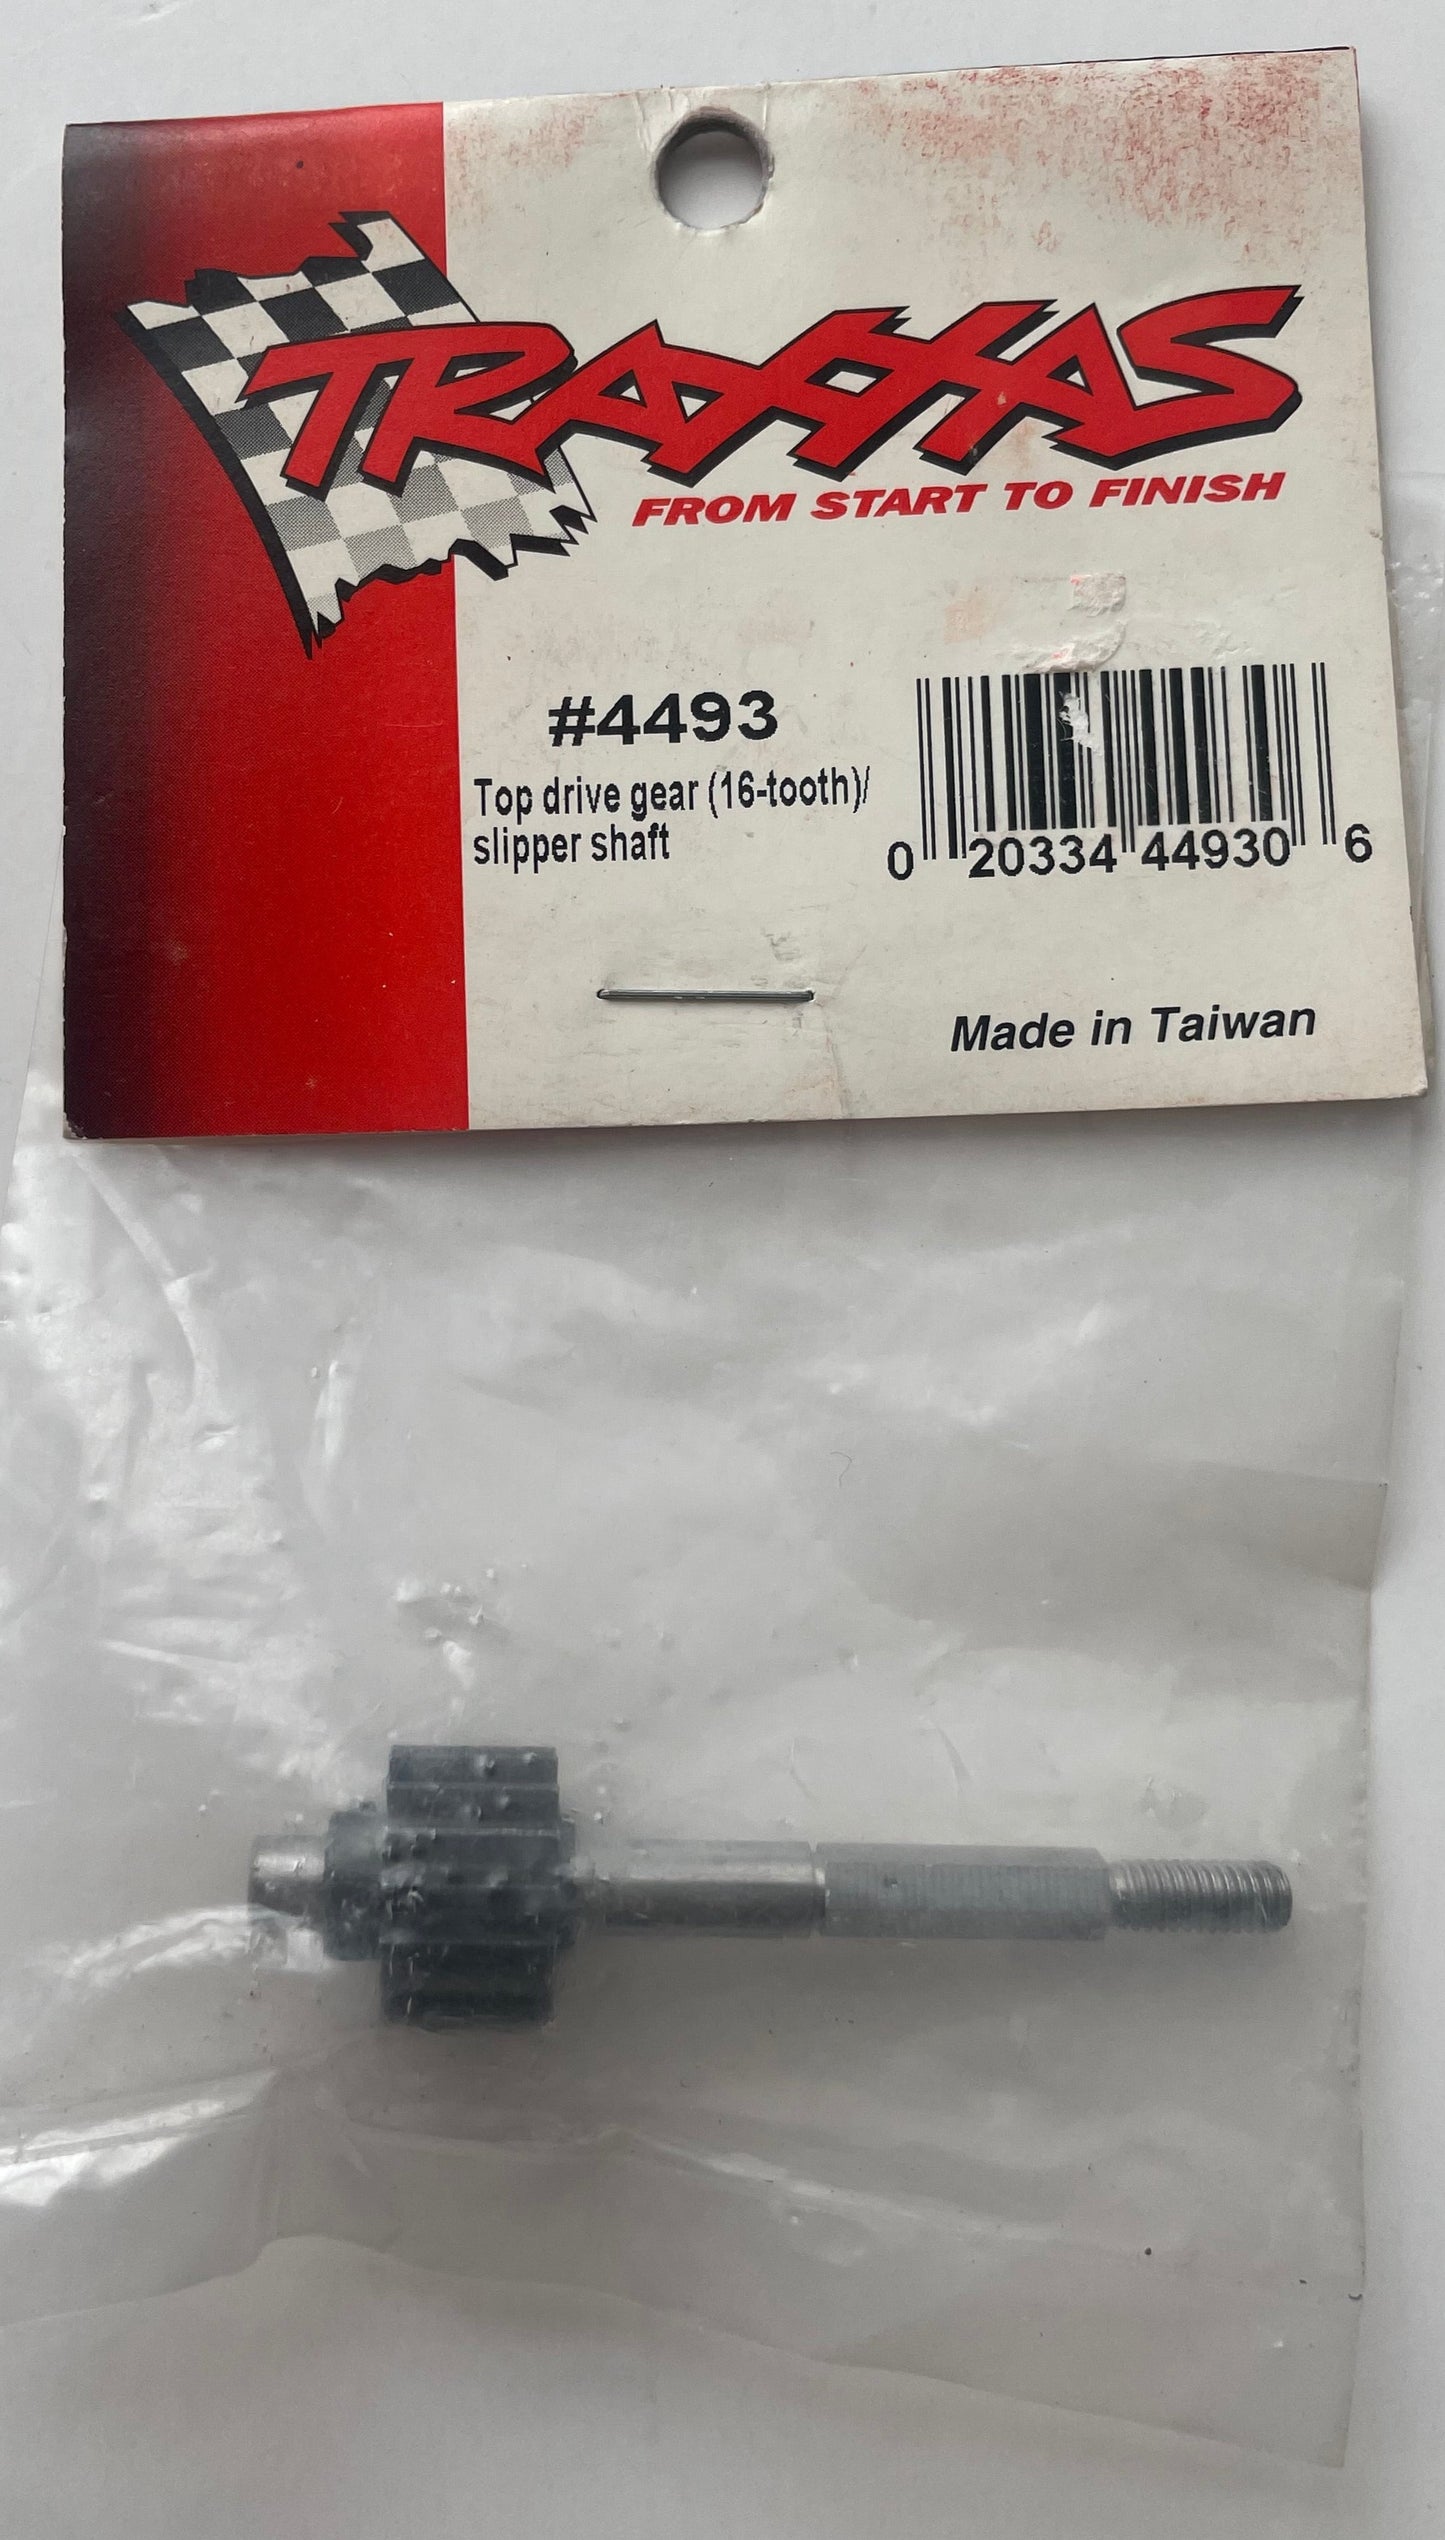 TRAXXAS
FROM START TO FINISH
#4493
Top drive gear (16-tooth)/
slipper shaft
0 20334 44930 6
Made in Taiwan